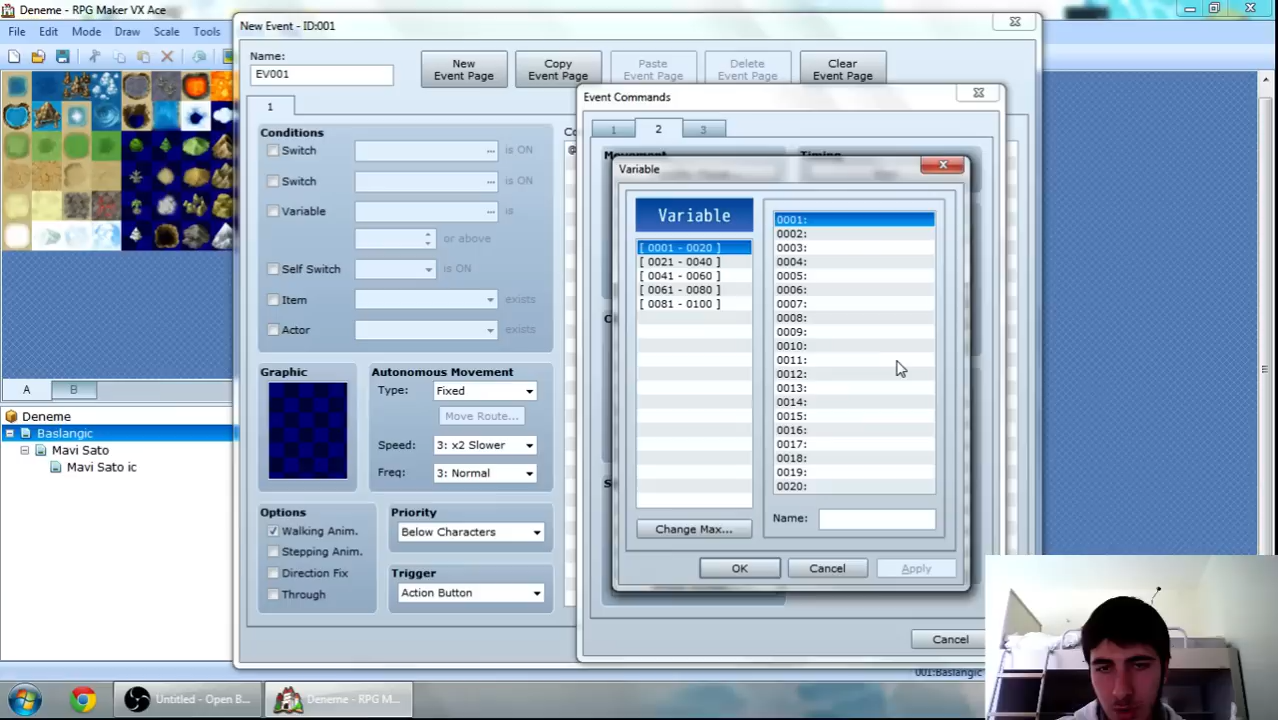 Deneme - RPG Maker VX Ace
File Edit Mode Draw Scale Tools
New Event - ID:001
Name:
EV001
New Event Page
Copy Event Page
Paste Event Page
Delete Event Page
Clear Event Page
1
Conditions
Switch ... is ON
Switch ... is ON
Variable ... is
or above
Self Switch is ON
Item exists
Actor exists
Graphic
Autonomous Movement
Type: Fixed
Move Route...
Speed: 3: x2 Slower
Freq: 3: Normal
Options
Walking Anim.
Stepping Anim.
Direction Fix
Through
Priority
Below Characters
Trigger
Action Button
Event Commands
1 2 3
Variable
Variable
[ 0001 - 0020 ]
[ 0021 - 0040 ]
[ 0041 - 0060 ]
[ 0061 - 0080 ]
[ 0081 - 0100 ]
Change Max...
0001:
0002:
0003:
0004:
0005:
0006:
0007:
0008:
0009:
0010:
0011:
0012:
0013:
0014:
0015:
0016:
0017:
0018:
0019:
0020:
Name:
OK Cancel Apply
Cancel
A B
Deneme
Baslangic
Mavi Sato
Mavi Sato ic
001:Baslangic
Untitled - Open B...
Deneme - RPG M...